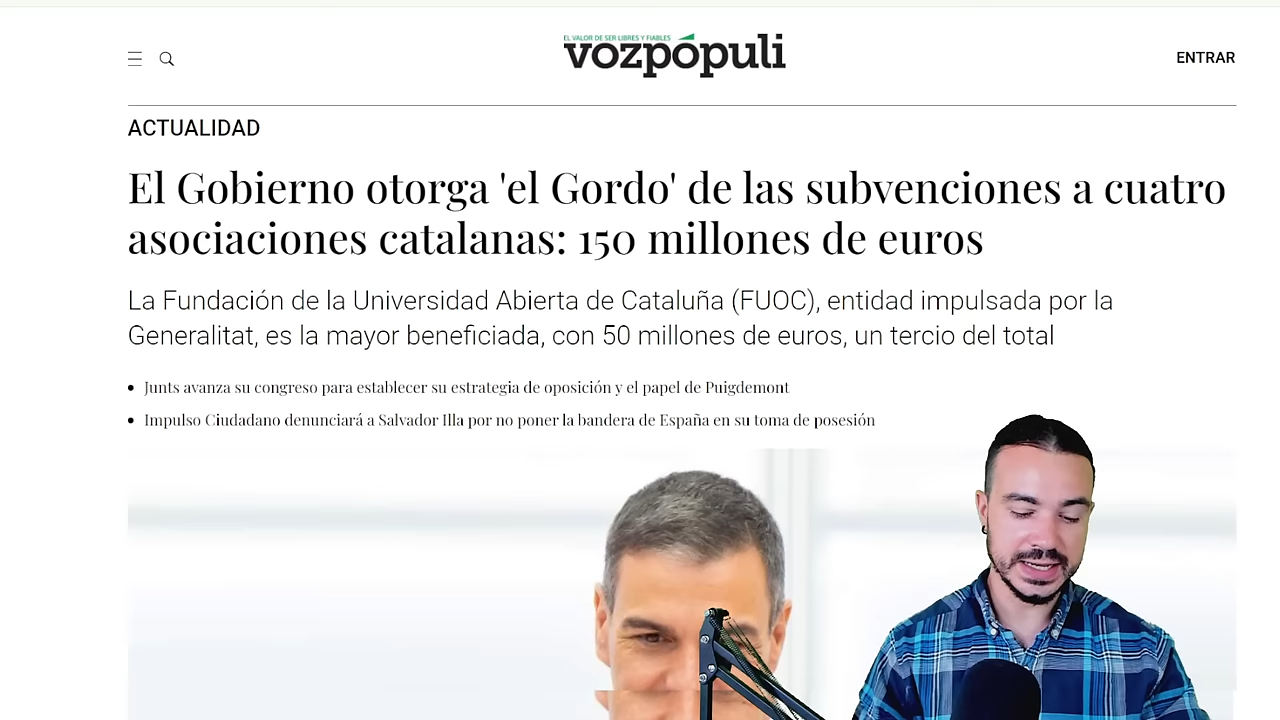 EL VALOR DE SER LIBRES Y FIABLES
vozpópuli
ENTRAR
ACTUALIDAD
El Gobierno otorga 'el Gordo' de las subvenciones a cuatro
asociaciones catalanas: 150 millones de euros
La Fundación de la Universidad Abierta de Cataluña (FUOC), entidad impulsada por la
Generalitat, es la mayor beneficiada, con 50 millones de euros, un tercio del total
Junts avanza su congreso para establecer su estrategia de oposición y el papel de Puigdemont
Impulso Ciudadano denunciará a Salvador Illa por no poner la bandera de España en su toma de posesión